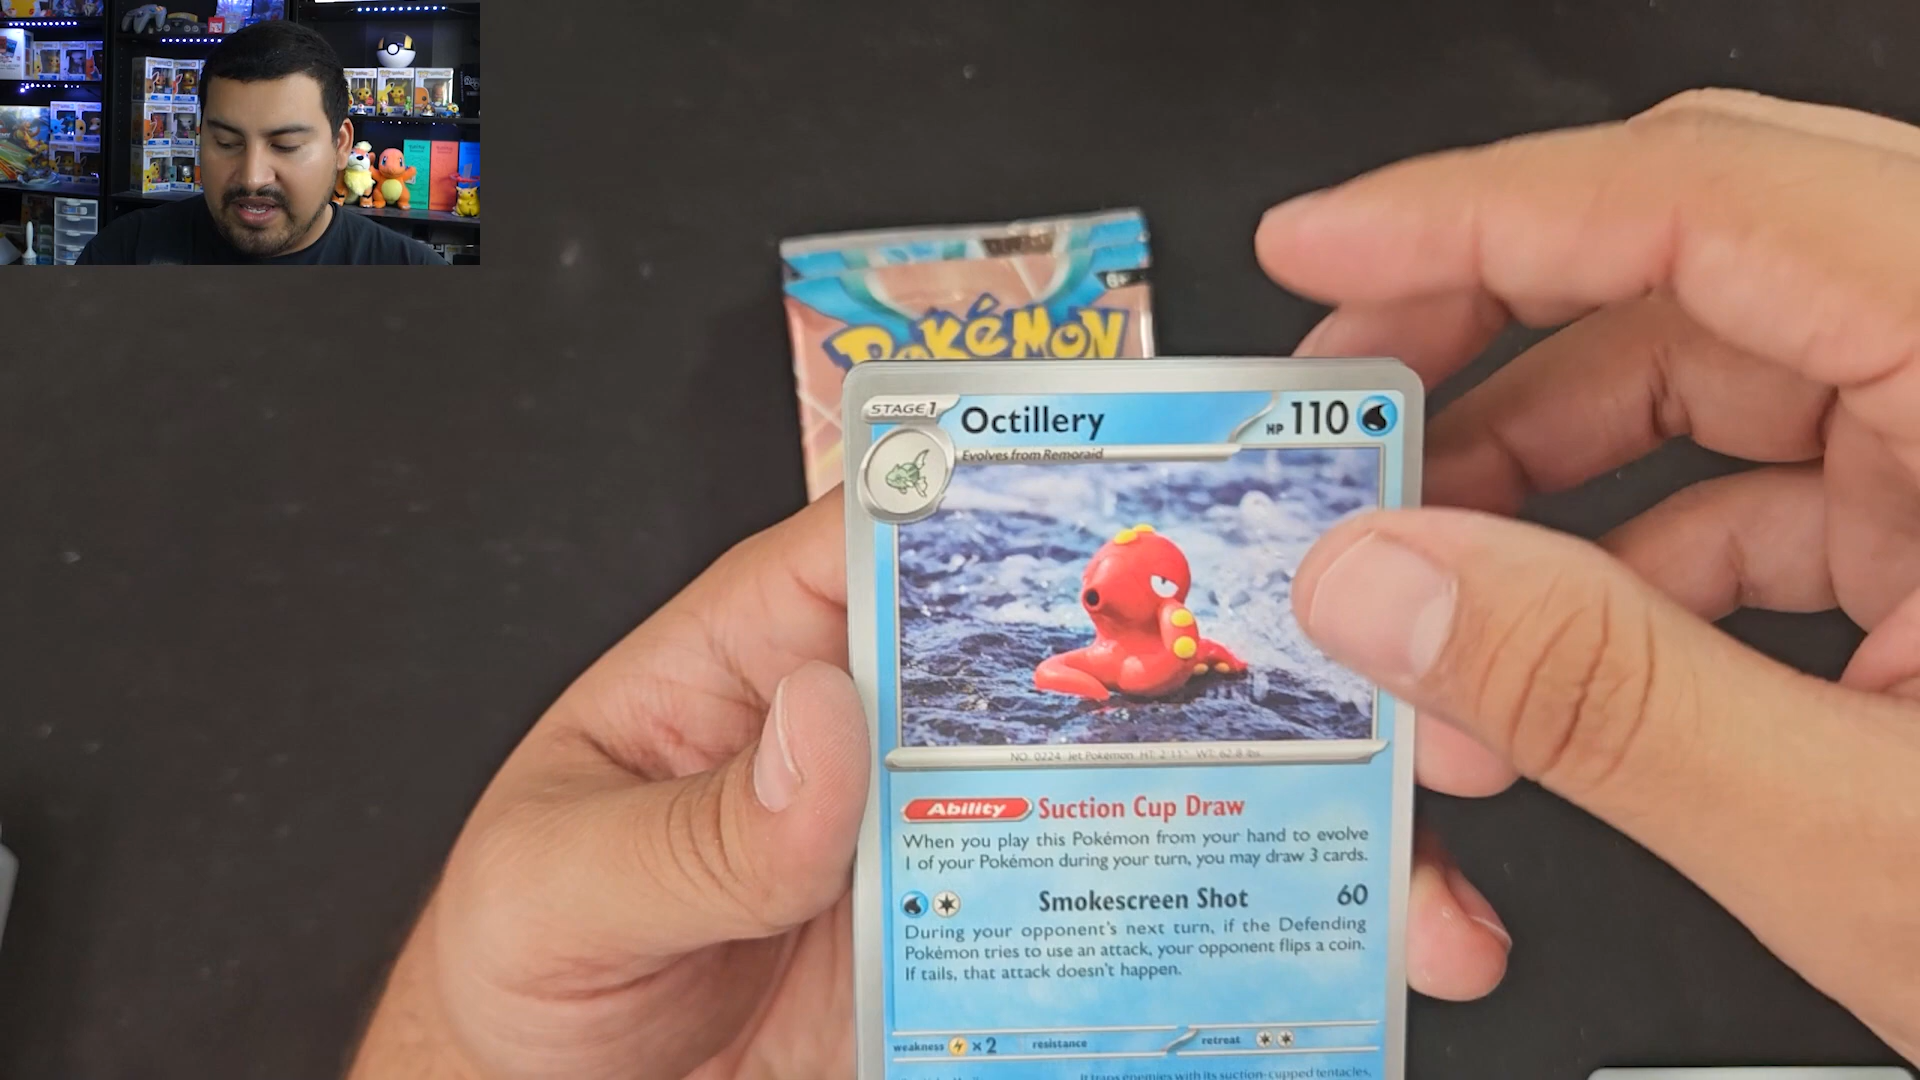 POKÉMON
STAGE 1 Octillery HP 110
Evolves from Remoraid
NO. 0224 Jet Pokémon HT: 2'11" WT: 62.8 lbs.
Ability Suction Cup Draw
When you play this Pokémon from your hand to evolve
1 of your Pokémon during your turn, you may draw 3 cards.
Smokescreen Shot 60
During your opponent's next turn, if the Defending
Pokémon tries to use an attack, your opponent flips a coin.
If tails, that attack doesn't happen.
weakness ×2 resistance retreat
It traps enemies with its suction-cupped tentacles,